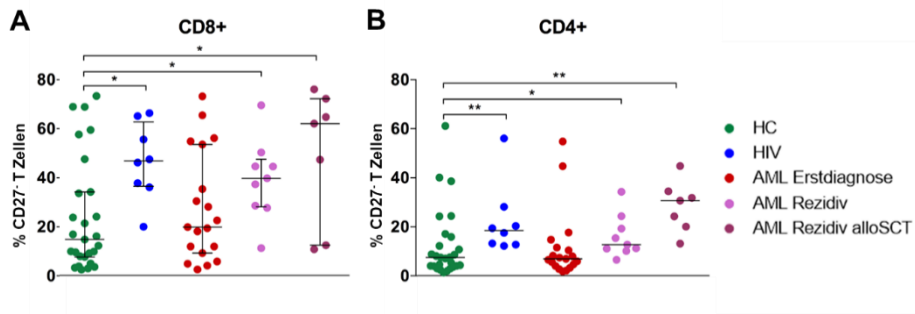 A
CD8+
*
*
*
% CD27⁻ T Zellen
80
60
40
20
0
B
CD4+
**
*
**
% CD27⁻ T Zellen
80
60
40
20
0
HC
HIV
AML Erstdiagnose
AML Rezidiv
AML Rezidiv alloSCT